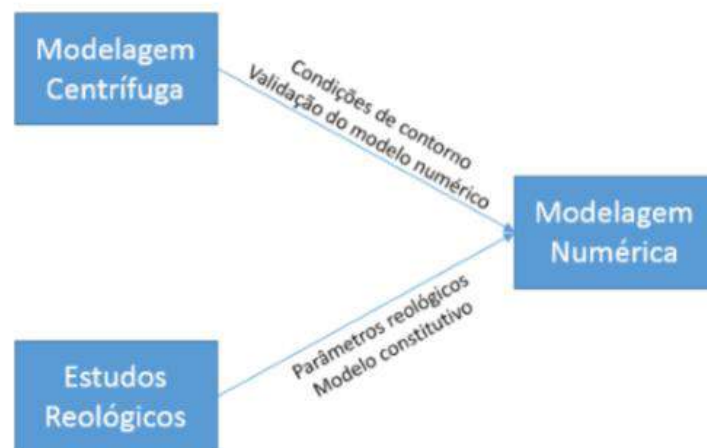 Modelagem
Centrífuga
Condições de contorno
Validação do modelo numérico
Modelagem
Numérica
Parâmetros reológicos
Modelo constitutivo
Estudos
Reológicos